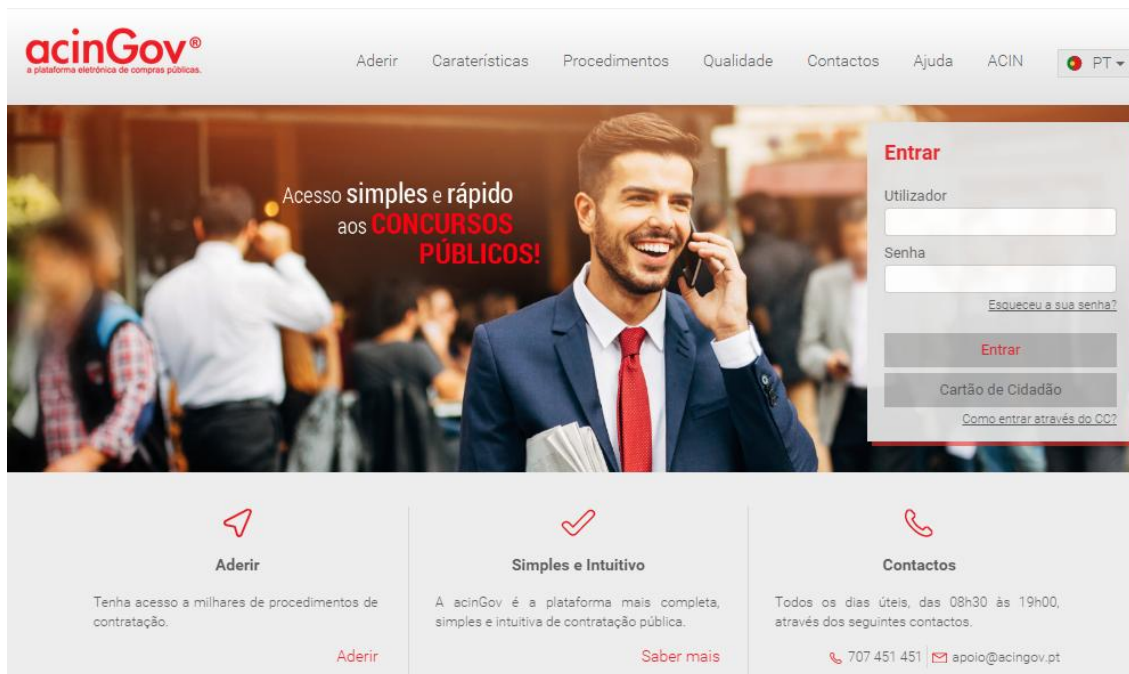 acinGov®
a plataforma eletrónica de compras públicas.
Aderir Caraterísticas Procedimentos Qualidade Contactos Ajuda ACIN PT
Acesso simples e rápido
aos CONCURSOS
PÚBLICOS!
Entrar
Utilizador
Senha
Esqueceu a sua senha?
Entrar
Cartão de Cidadão
Como entrar através do CC?
Aderir
Tenha acesso a milhares de procedimentos de
contratação.
Aderir
Simples e Intuitivo
A acinGov é a plataforma mais completa,
simples e intuitiva de contratação pública.
Saber mais
Contactos
Todos os dias úteis, das 08h30 às 19h00,
através dos seguintes contactos.
707 451 451 apoio@acingov.pt